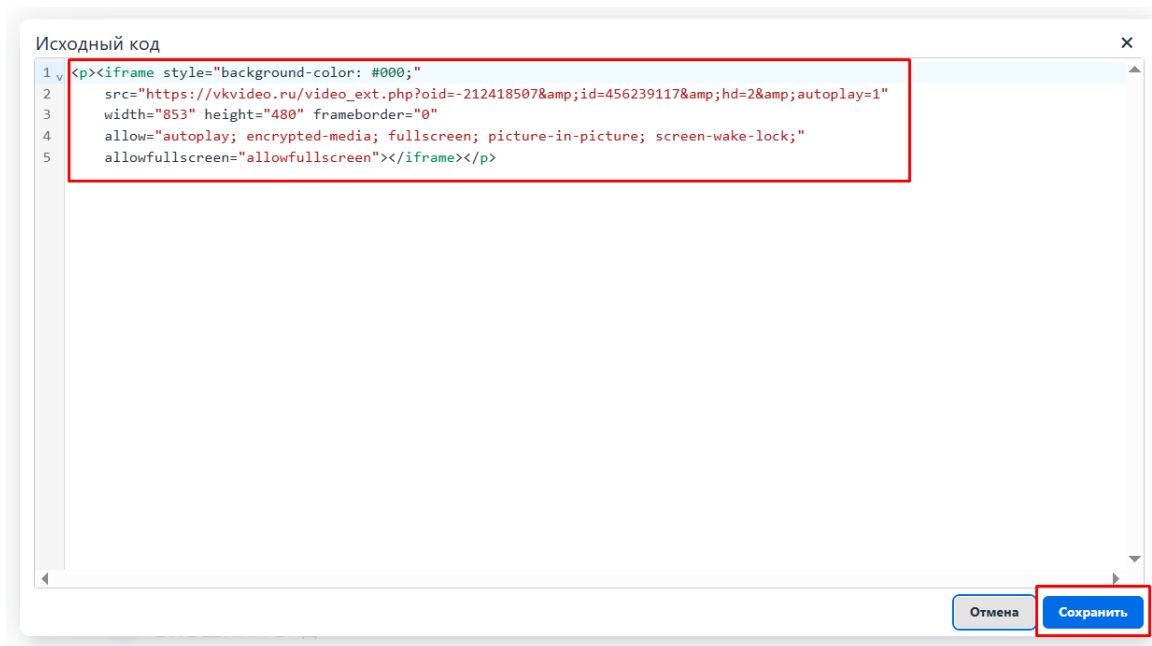 Исходный код
1 <p><iframe style="background-color: #000;"
2 src="https://vkvideo.ru/video_ext.php?oid=-212418507&amp;id=456239117&amp;hd=2&amp;autoplay=1"
3 width="853" height="480" frameborder="0"
4 allow="autoplay; encrypted-media; fullscreen; picture-in-picture; screen-wake-lock;"
5 allowfullscreen="allowfullscreen"></iframe></p>
Отмена Сохранить